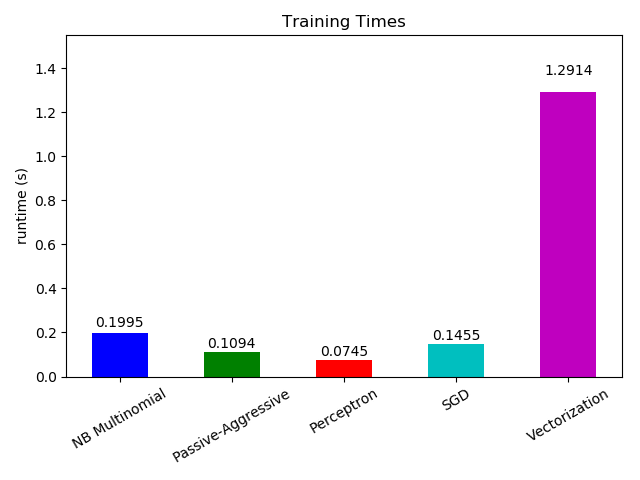 Training Times
runtime (s)
1.4
1.2
1.0
0.8
0.6
0.4
0.2
0.0
0.1995
0.1094
0.0745
0.1455
1.2914
NB Multinomial
Passive-Aggressive
Perceptron
SGD
Vectorization